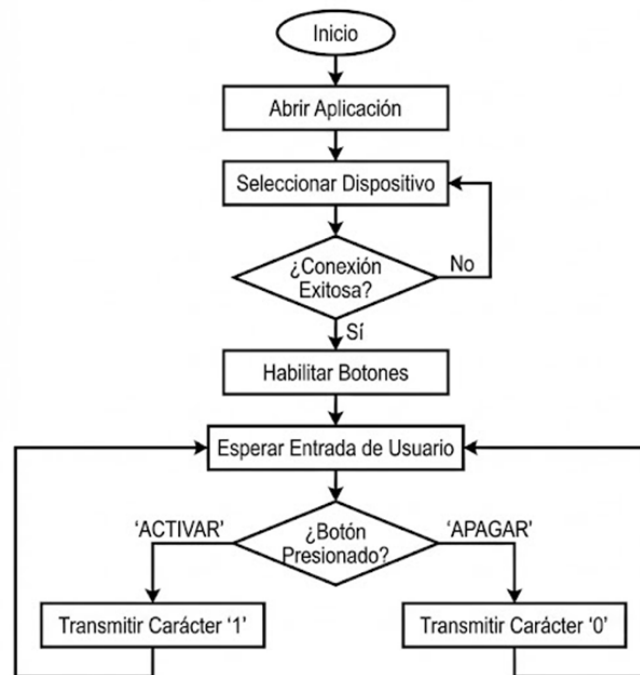 Inicio
Abrir Aplicación
Seleccionar Dispositivo
¿Conexión
Exitosa?
No
Sí
Habilitar Botones
Esperar Entrada de Usuario
'ACTIVAR'
¿Botón
Presionado?
'APAGAR'
Transmitir Carácter '1'
Transmitir Carácter '0'